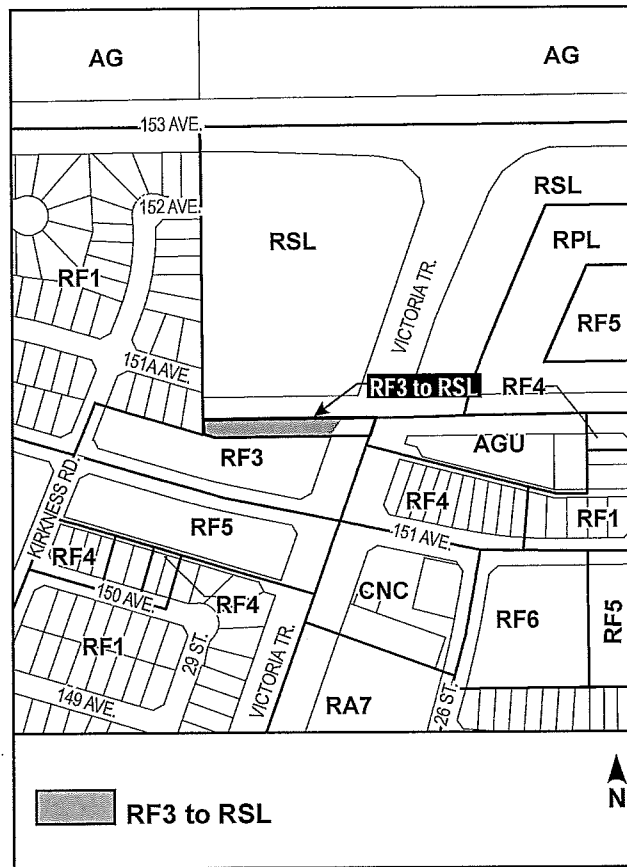 AG
AG
153 AVE.
RSL
152 AVE.
RSL
RPL
RF1
VICTORIA TR.
RF5
151A AVE.
RF3 to RSL
RF4
AGU
RF3
KIRKNESS RD.
RF4
RF1
RF5
151 AVE.
RF4
CNC
150 AVE.
RF4
RF6
RF5
RF1
29 ST.
VICTORIA TR.
149 AVE.
RA7
26 ST.
N
RF3 to RSL